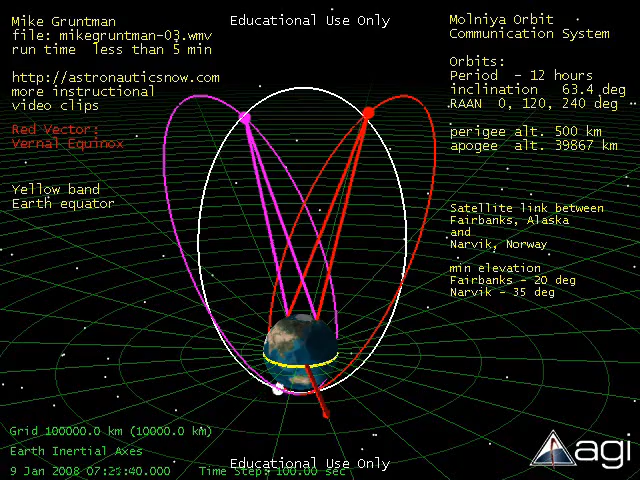 Mike Gruntman
file: mikegruntman-03.wmv
run time less than 5 min
http://astronauticsnow.com
more instructional
video clips
Red Vector:
Vernal Equinox
Yellow band
Earth equator
Educational Use Only
Molniya Orbit
Communication System
Orbits:
Period - 12 hours
inclination 63.4 deg
RAAN 0, 120, 240 deg
perigee alt. 500 km
apogee alt. 39867 km
Satellite link between
Fairbanks, Alaska
and
Narvik, Norway
min elevation
Fairbanks - 20 deg
Narvik - 35 deg
Grid 100000.0 km (10000.0 km)
Earth Inertial Axes
9 Jan 2008 07:21:40.000 Time Step: 100.00 sec
Educational Use Only
agi